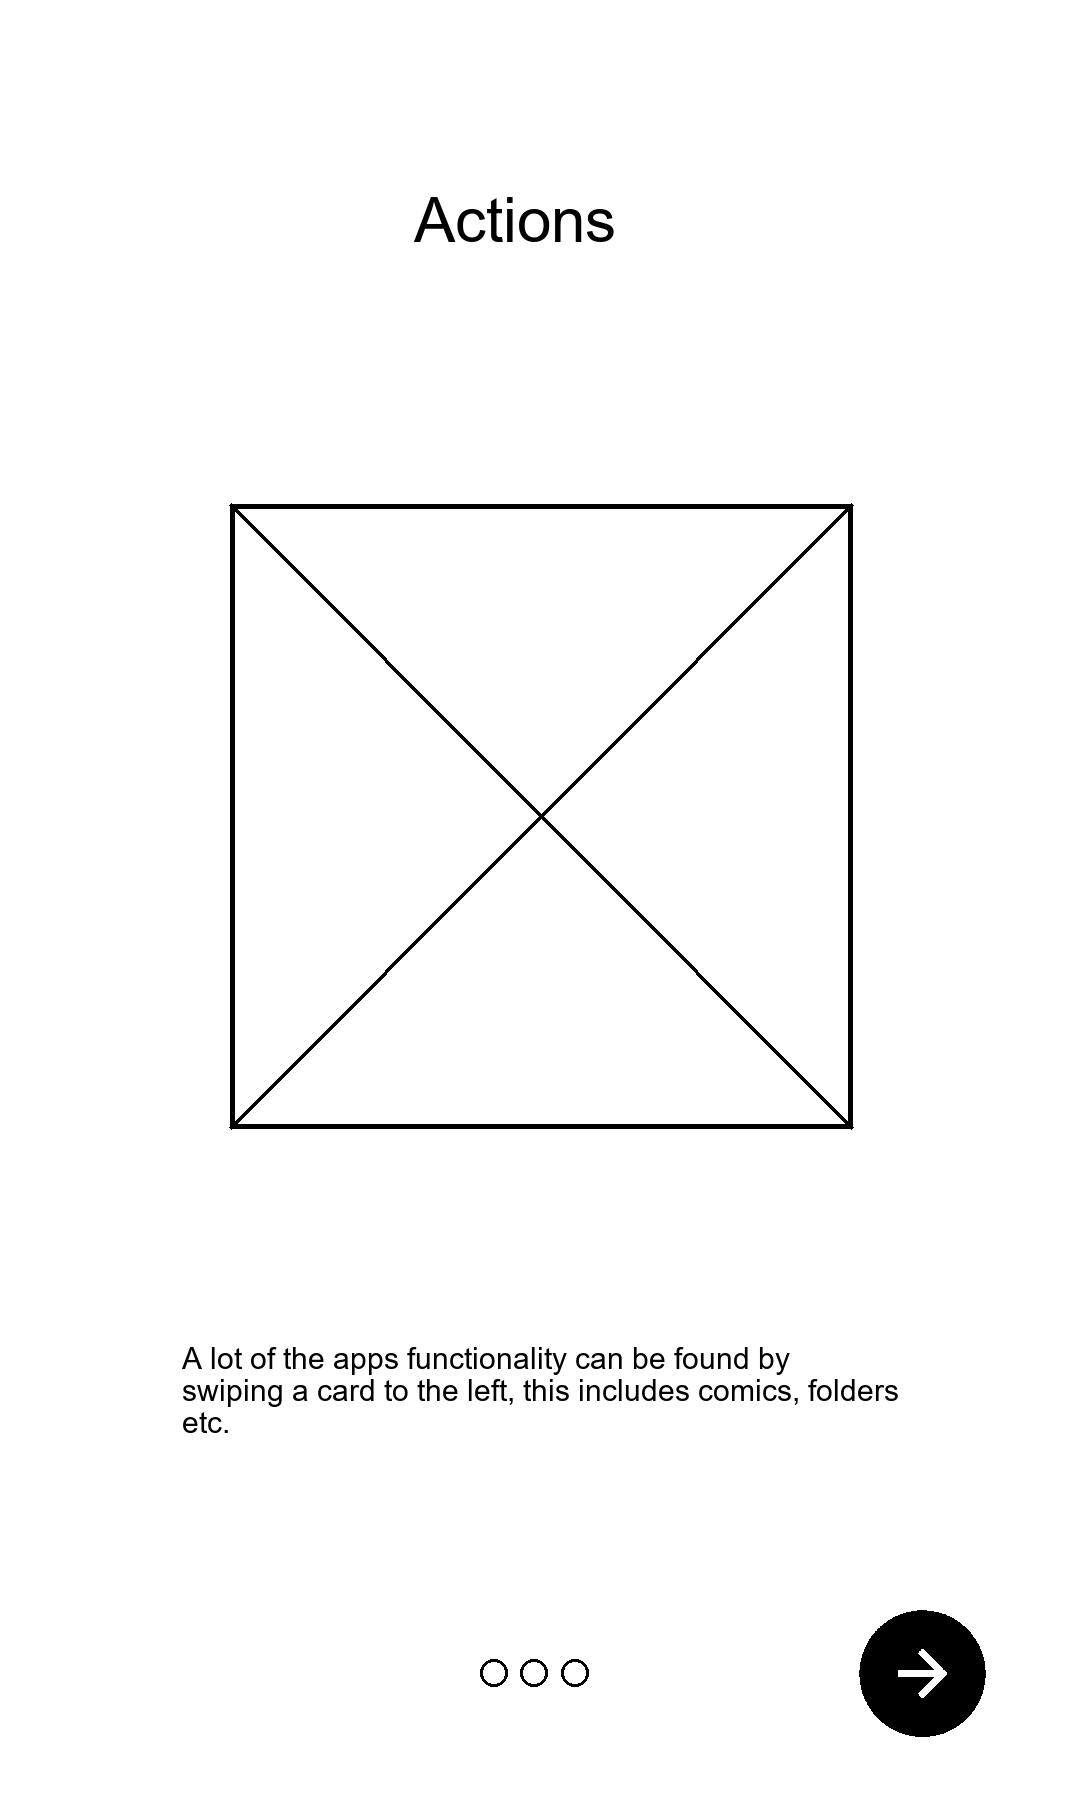 Actions
A lot of the apps functionality can be found by
swiping a card to the left, this includes comics, folders
etc.